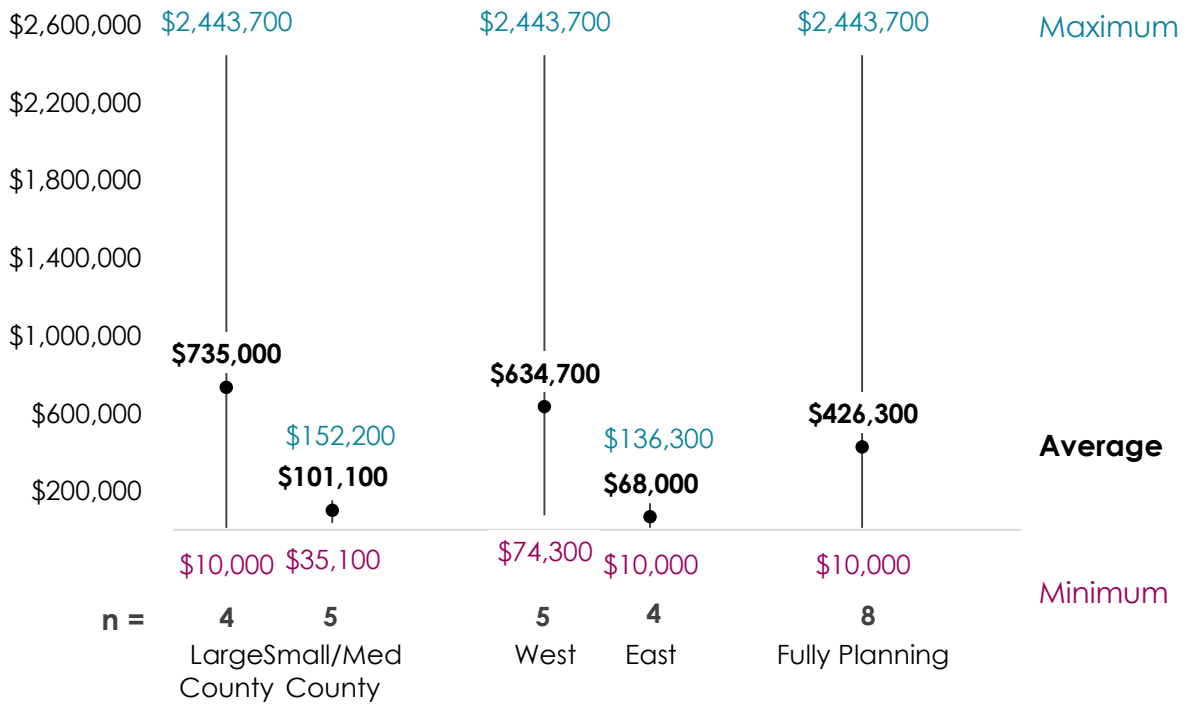 $2,600,000 $2,443,700 $2,443,700 $2,443,700 Maximum
$2,200,000
$1,800,000
$1,400,000
$1,000,000
$735,000
$634,700
$600,000 $426,300
$152,200 $136,300
Average
$101,100 $68,000
$200,000
$10,000 $35,100 $74,300 $10,000 $10,000
Minimum
n = 4 5 5 4 8
LargeSmall/Med West East Fully Planning
County County